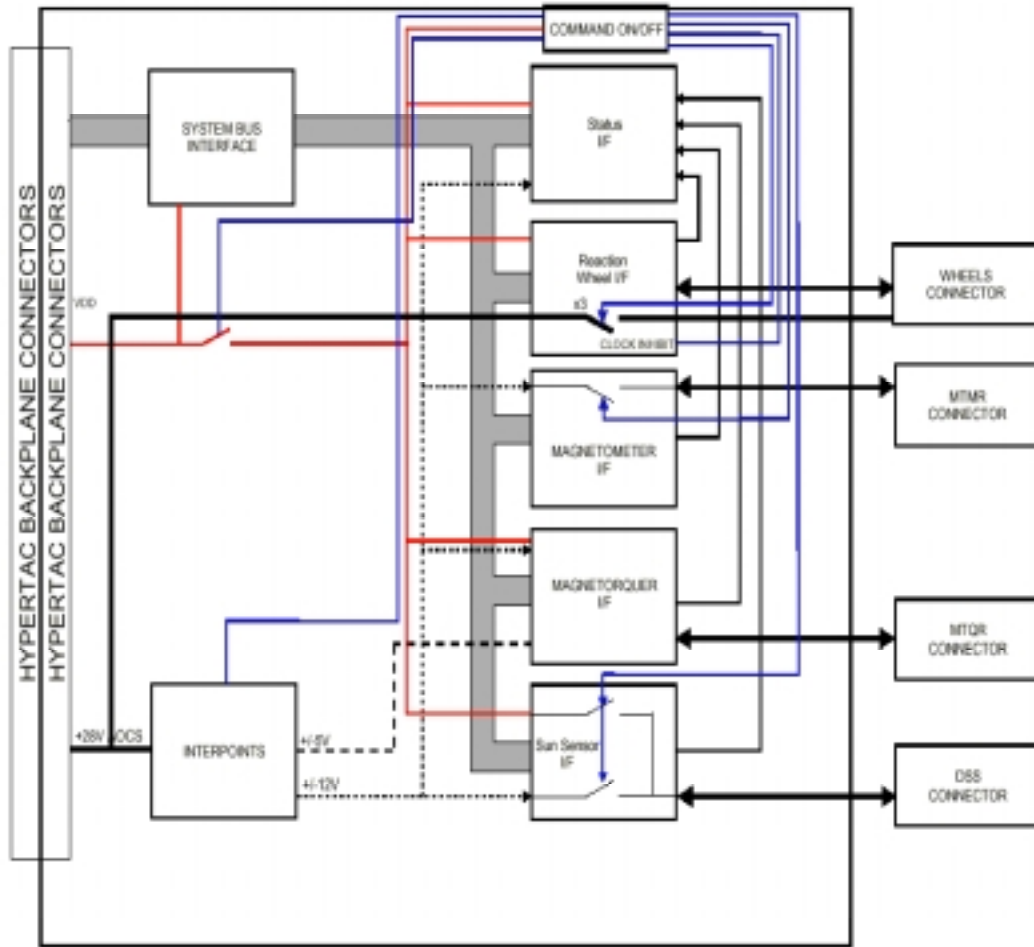 COMMAND ON/OFF
SYSTEM BUS
INTERFACE
Status
I/F
HYPERTAC BACKPLANE CONNECTORS
HYPERTAC BACKPLANE CONNECTORS
Reaction
Wheel I/F
x3
CLOCK INHIBIT
WHEELS
CONNECTOR
VDD
MTMR
CONNECTOR
MAGNETOMETER
I/F
MAGNETORQUER
I/F
MTQR
CONNECTOR
+28V OCS
INTERPOINTS
+/-5V
+/-12V
Sun Sensor
I/F
DSS
CONNECTOR